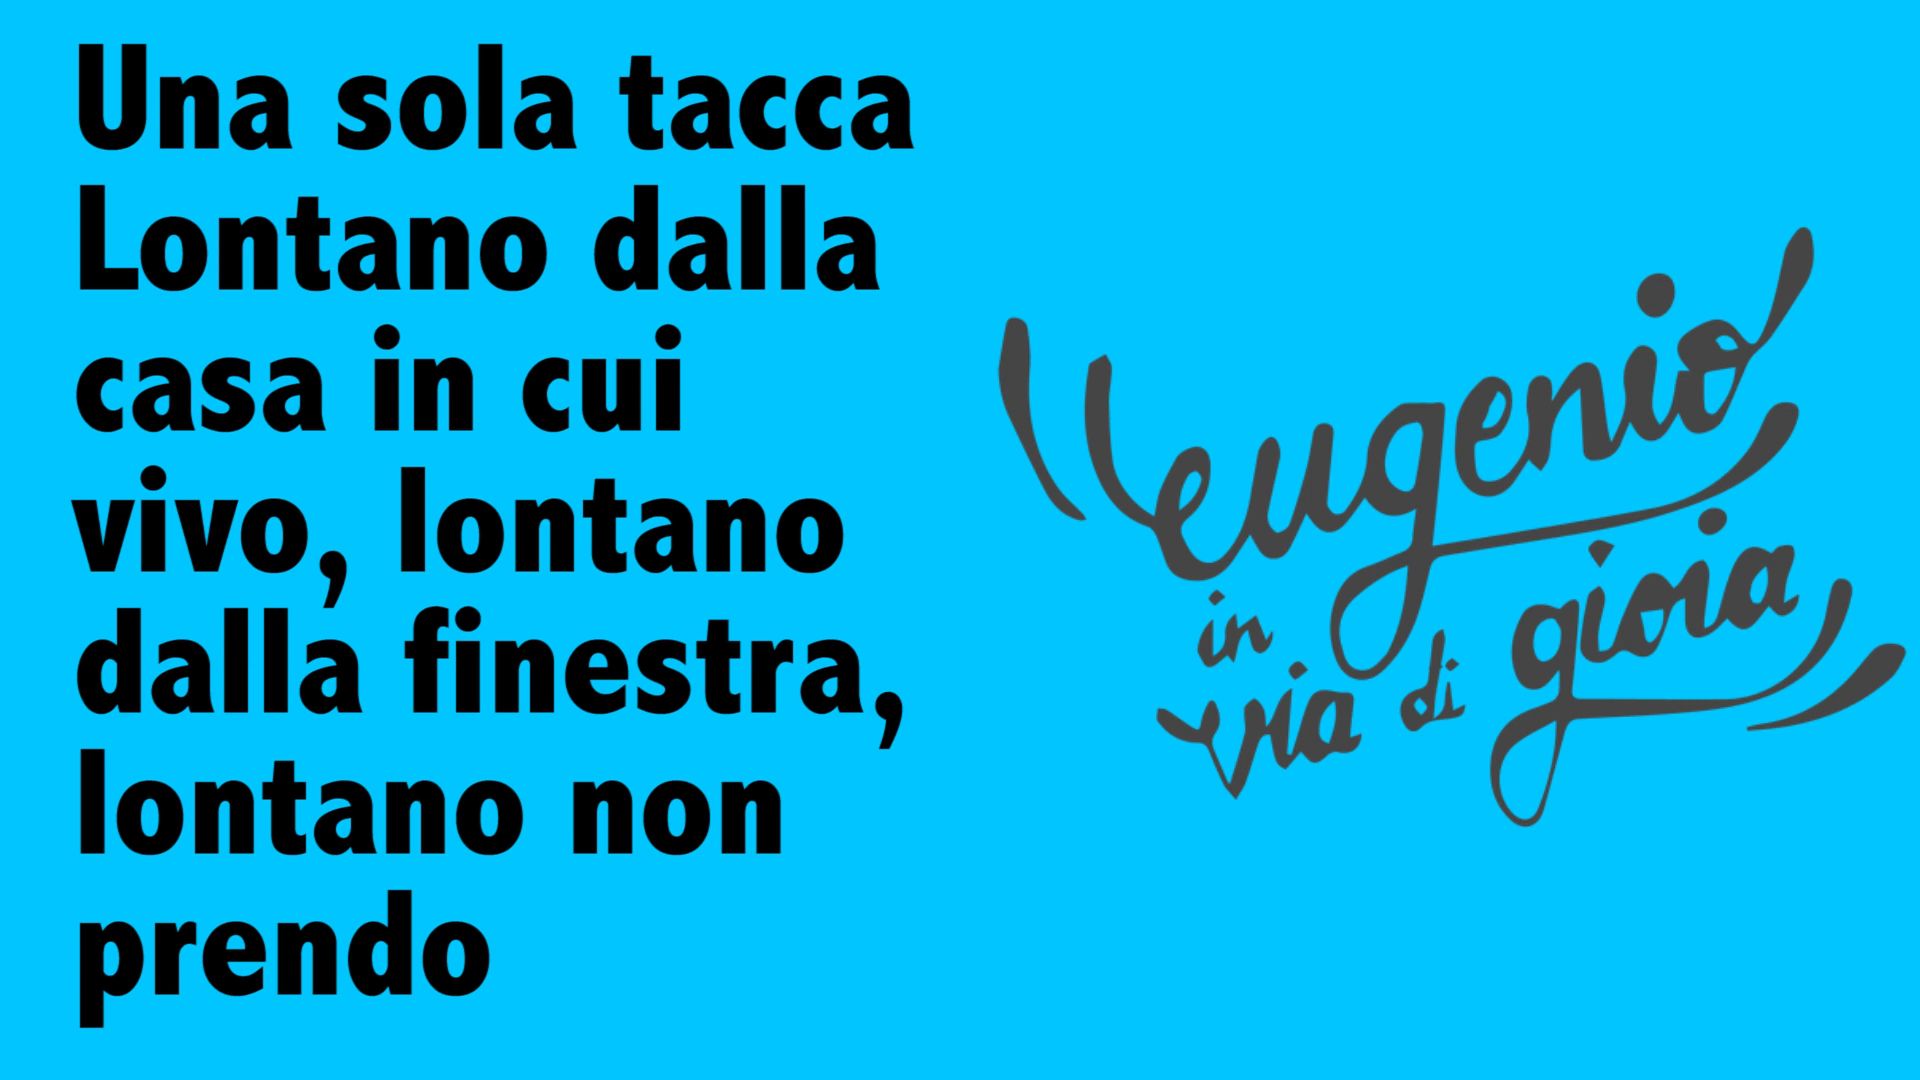 Una sola tacca
Lontano dalla
casa in cui
vivo, lontano
dalla finestra,
lontano non
prendo
eugenio
in
via di gioia